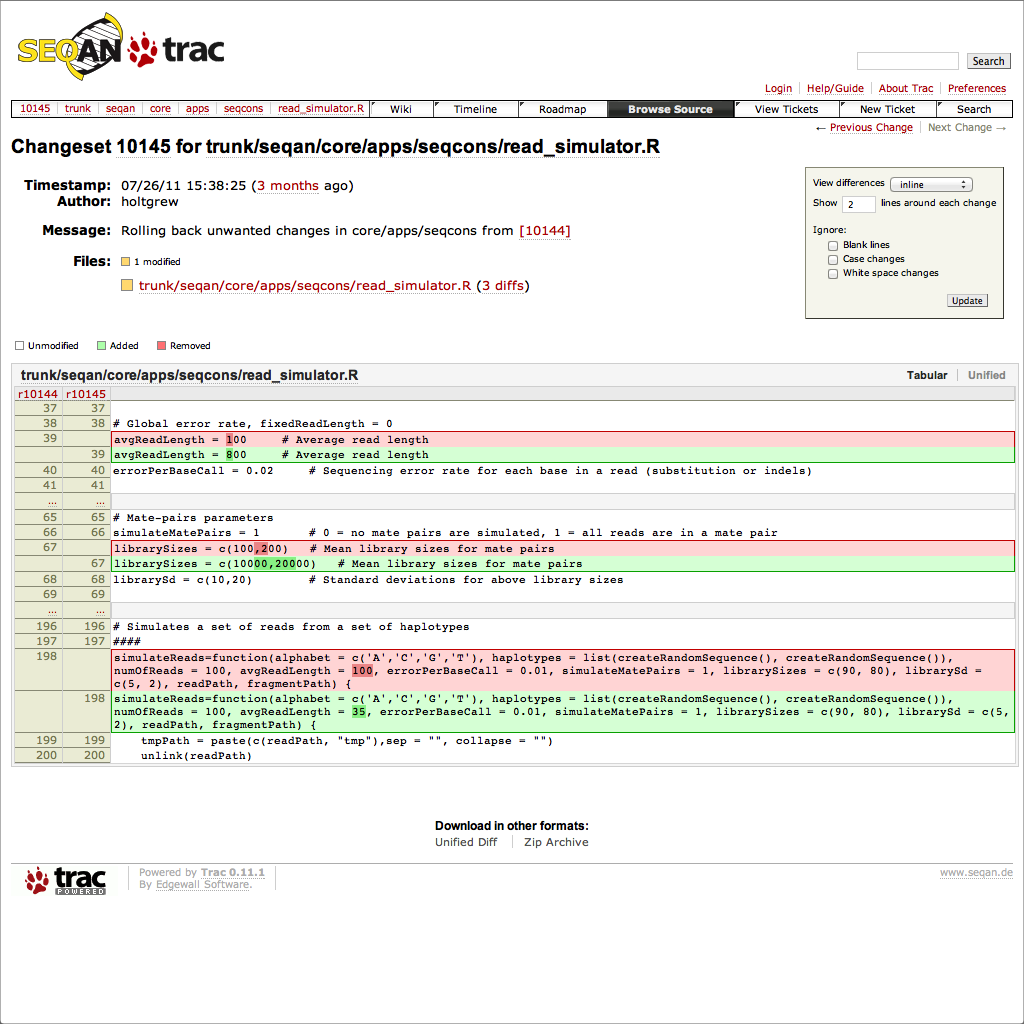 SEQAN trac
Search
Login Help/Guide About Trac Preferences
10145 trunk seqan core apps seqcons read_simulator.R Wiki Timeline Roadmap Browse Source View Tickets New Ticket Search
← Previous Change Next Change →
Changeset 10145 for trunk/seqan/core/apps/seqcons/read_simulator.R
Timestamp: 07/26/11 15:38:25 (3 months ago)
Author: holtgrew
Message: Rolling back unwanted changes in core/apps/seqcons from [10144]
Files: 1 modified
trunk/seqan/core/apps/seqcons/read_simulator.R (3 diffs)
View differences inline
Show 2 lines around each change
Ignore:
Blank lines
Case changes
White space changes
Update
Unmodified Added Removed
trunk/seqan/core/apps/seqcons/read_simulator.R Tabular Unified
r10144 r10145
37 37
38 38 # Global error rate, fixedReadLength = 0
39 avgReadLength = 100 # Average read length
39 avgReadLength = 800 # Average read length
40 40 errorPerBaseCall = 0.02 # Sequencing error rate for each base in a read (substitution or indels)
41 41
... ...
65 65 # Mate-pairs parameters
66 66 simulateMatePairs = 1 # 0 = no mate pairs are simulated, 1 = all reads are in a mate pair
67 librarySizes = c(100,200) # Mean library sizes for mate pairs
67 librarySizes = c(10000,20000) # Mean library sizes for mate pairs
68 68 librarySd = c(10,20) # Standard deviations for above library sizes
69 69
... ...
196 196 # Simulates a set of reads from a set of haplotypes
197 197 ####
198 simulateReads=function(alphabet = c('A','C','G','T'), haplotypes = list(createRandomSequence(), createRandomSequence()),
numOfReads = 100, avgReadLength = 100, errorPerBaseCall = 0.01, simulateMatePairs = 1, librarySizes = c(90, 80), librarySd =
c(5, 2), readPath, fragmentPath) {
198 simulateReads=function(alphabet = c('A','C','G','T'), haplotypes = list(createRandomSequence(), createRandomSequence()),
numOfReads = 100, avgReadLength = 35, errorPerBaseCall = 0.01, simulateMatePairs = 1, librarySizes = c(90, 80), librarySd = c(5,
2), readPath, fragmentPath) {
199 199 tmpPath = paste(c(readPath, "tmp"),sep = "", collapse = "")
200 200 unlink(readPath)
Download in other formats:
Unified Diff Zip Archive
trac POWERED
Powered by Trac 0.11.1
By Edgewall Software.
www.seqan.de